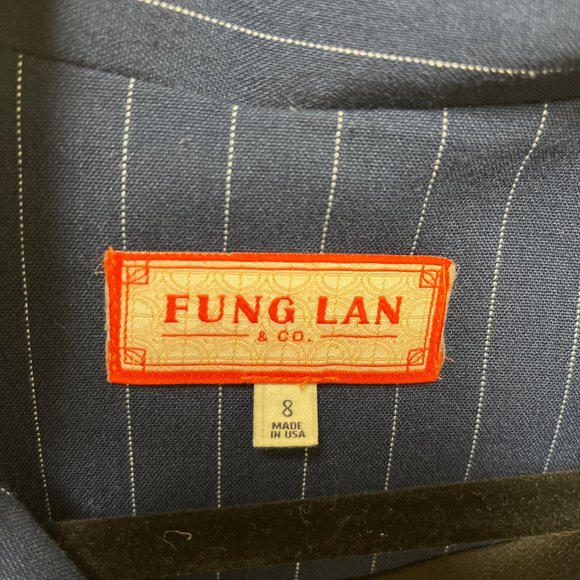 FUNG LAN
& CO.
8
MADE
IN USA